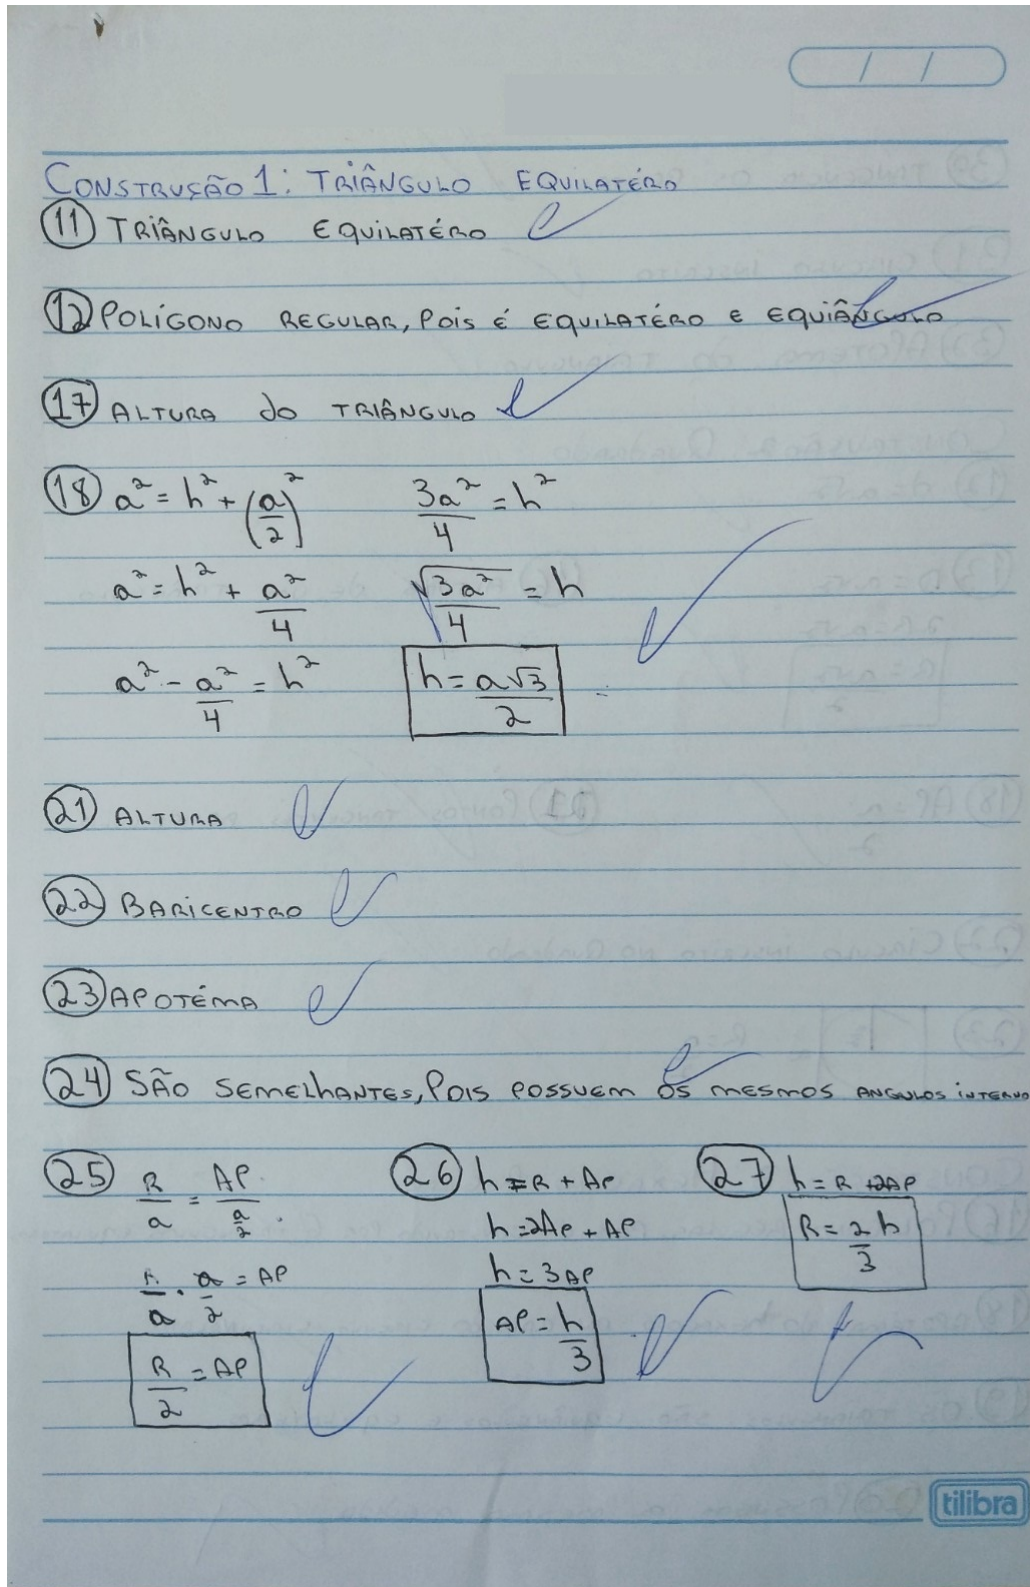 / /
CONSTRUÇÃO 1: TRIÂNGULO EQUILATÉRO
11 TRIÂNGULO EQUILATÉRO
12 POLÍGONO REGULAR, POIS É EQUILATÉRO E EQUIÂNGULO
17 ALTURA do TRIÂNGULO
18 a² = h² + (a/2)²
a² = h² + a²/4
a² - a²/4 = h²
3a²/4 = h²
√3a²/4 = h
h = a√3/2
21 ALTURA
22 BARICENTRO
23 APOTÉMA
24 SÃO SEMELHANTES, POIS POSSUEM OS MESMOS ANGULOS INTERNO
25 R/a = AP/(a/2)
R/a · a/2 = AP
R/2 = AP
26 h = R + AP
h = 2AP + AP
h = 3AP
AP = h/3
27 h = R + 2AP
R = 2/3 h
tilibra